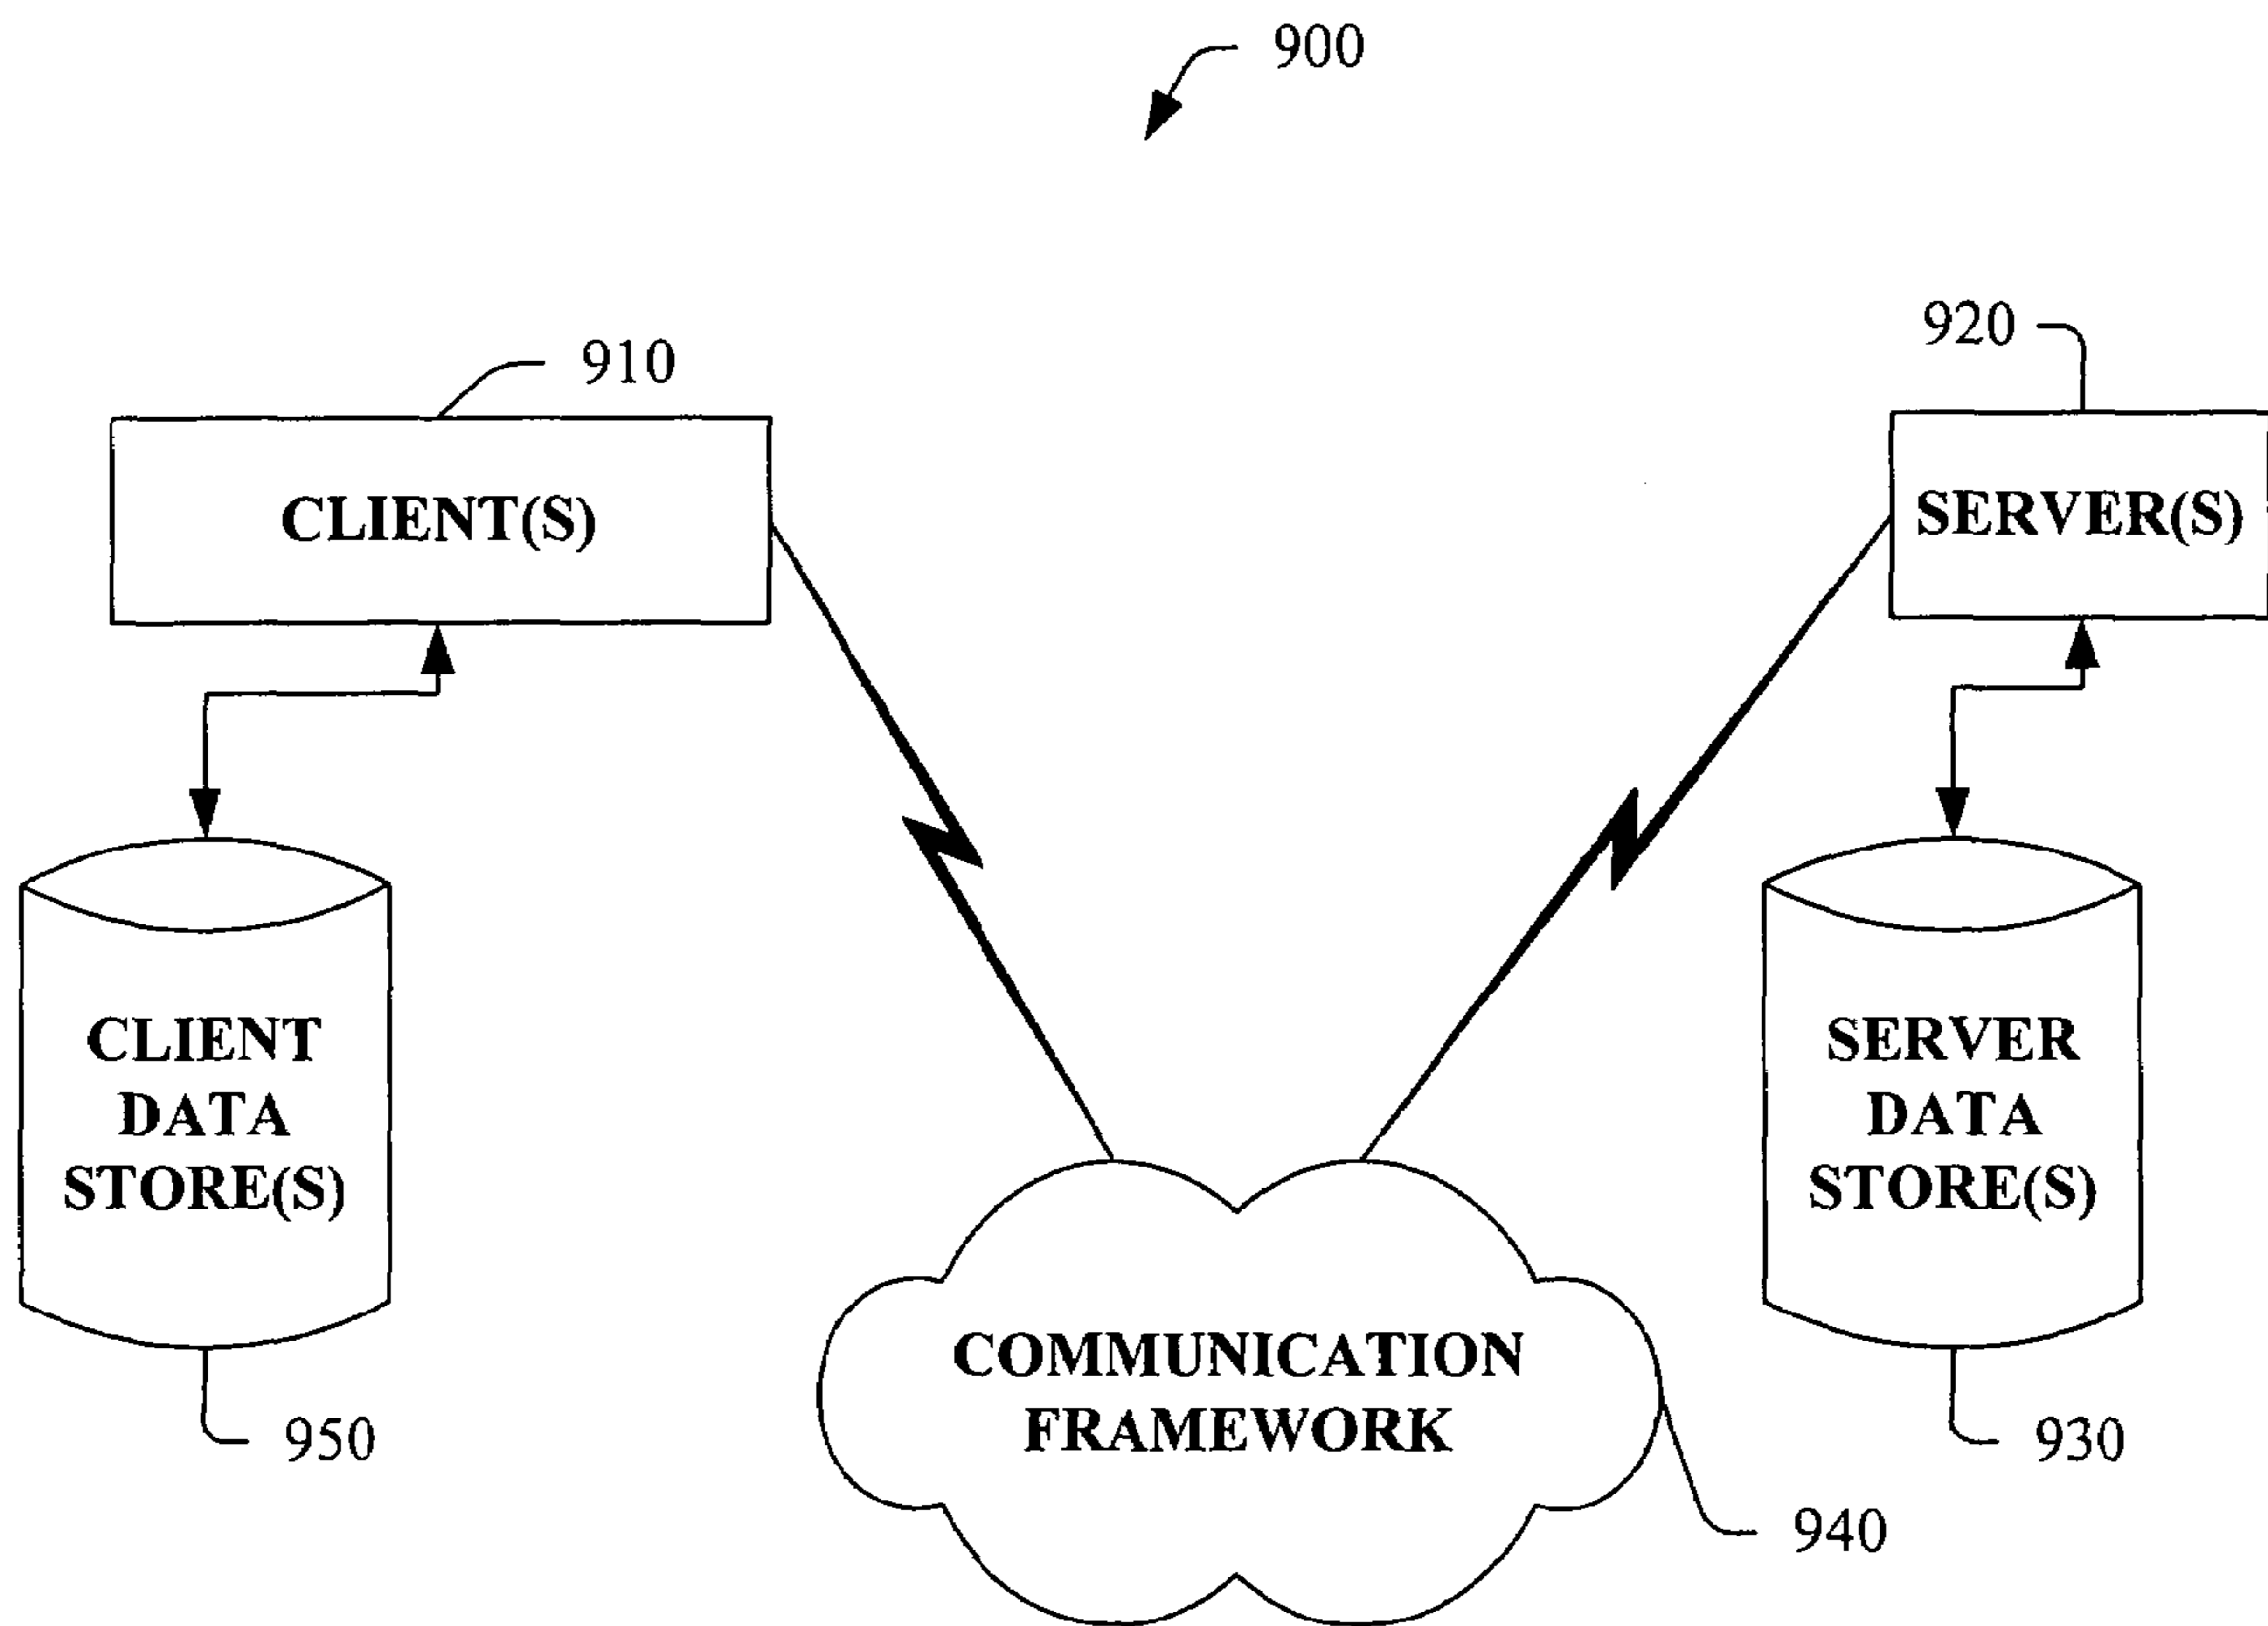 900
910
920
CLIENT(S)
SERVER(S)
CLIENT
DATA
STORE(S)
SERVER
DATA
STORE(S)
COMMUNICATION
FRAMEWORK
950
930
940